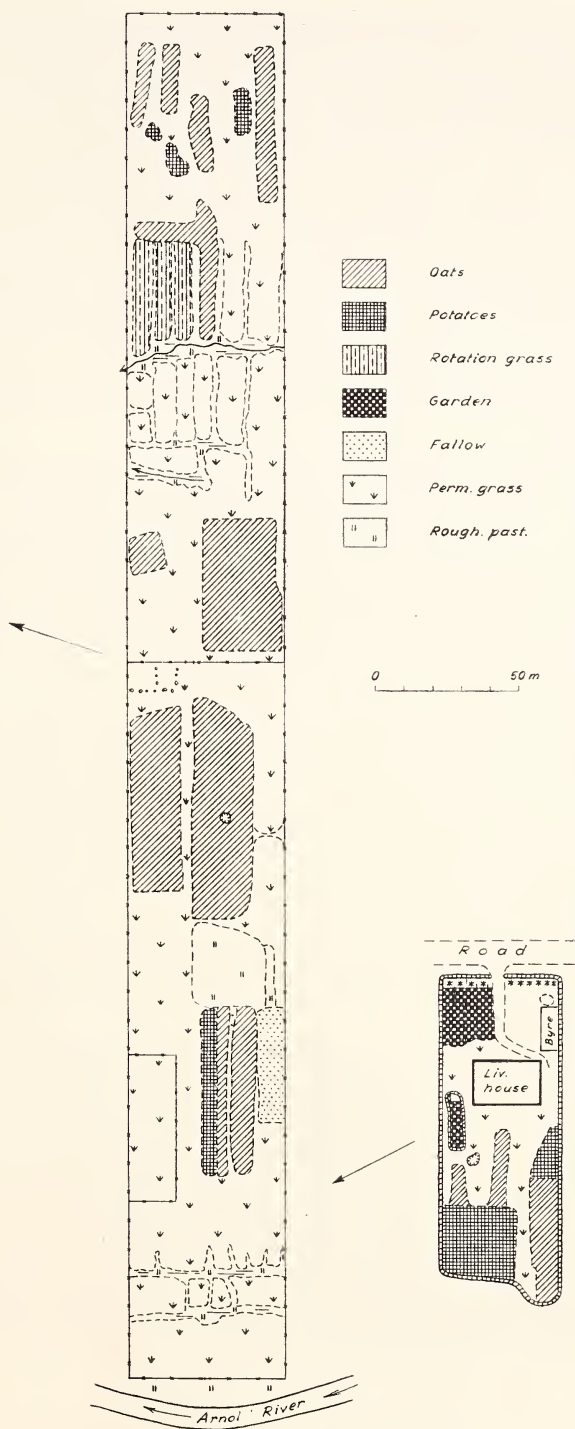 Oats
Potatoes
Rotation grass
Garden
Fallow
Perm. grass
Rough. past.
0 50 m
Road
Byre
Liv.
house
Arnol River